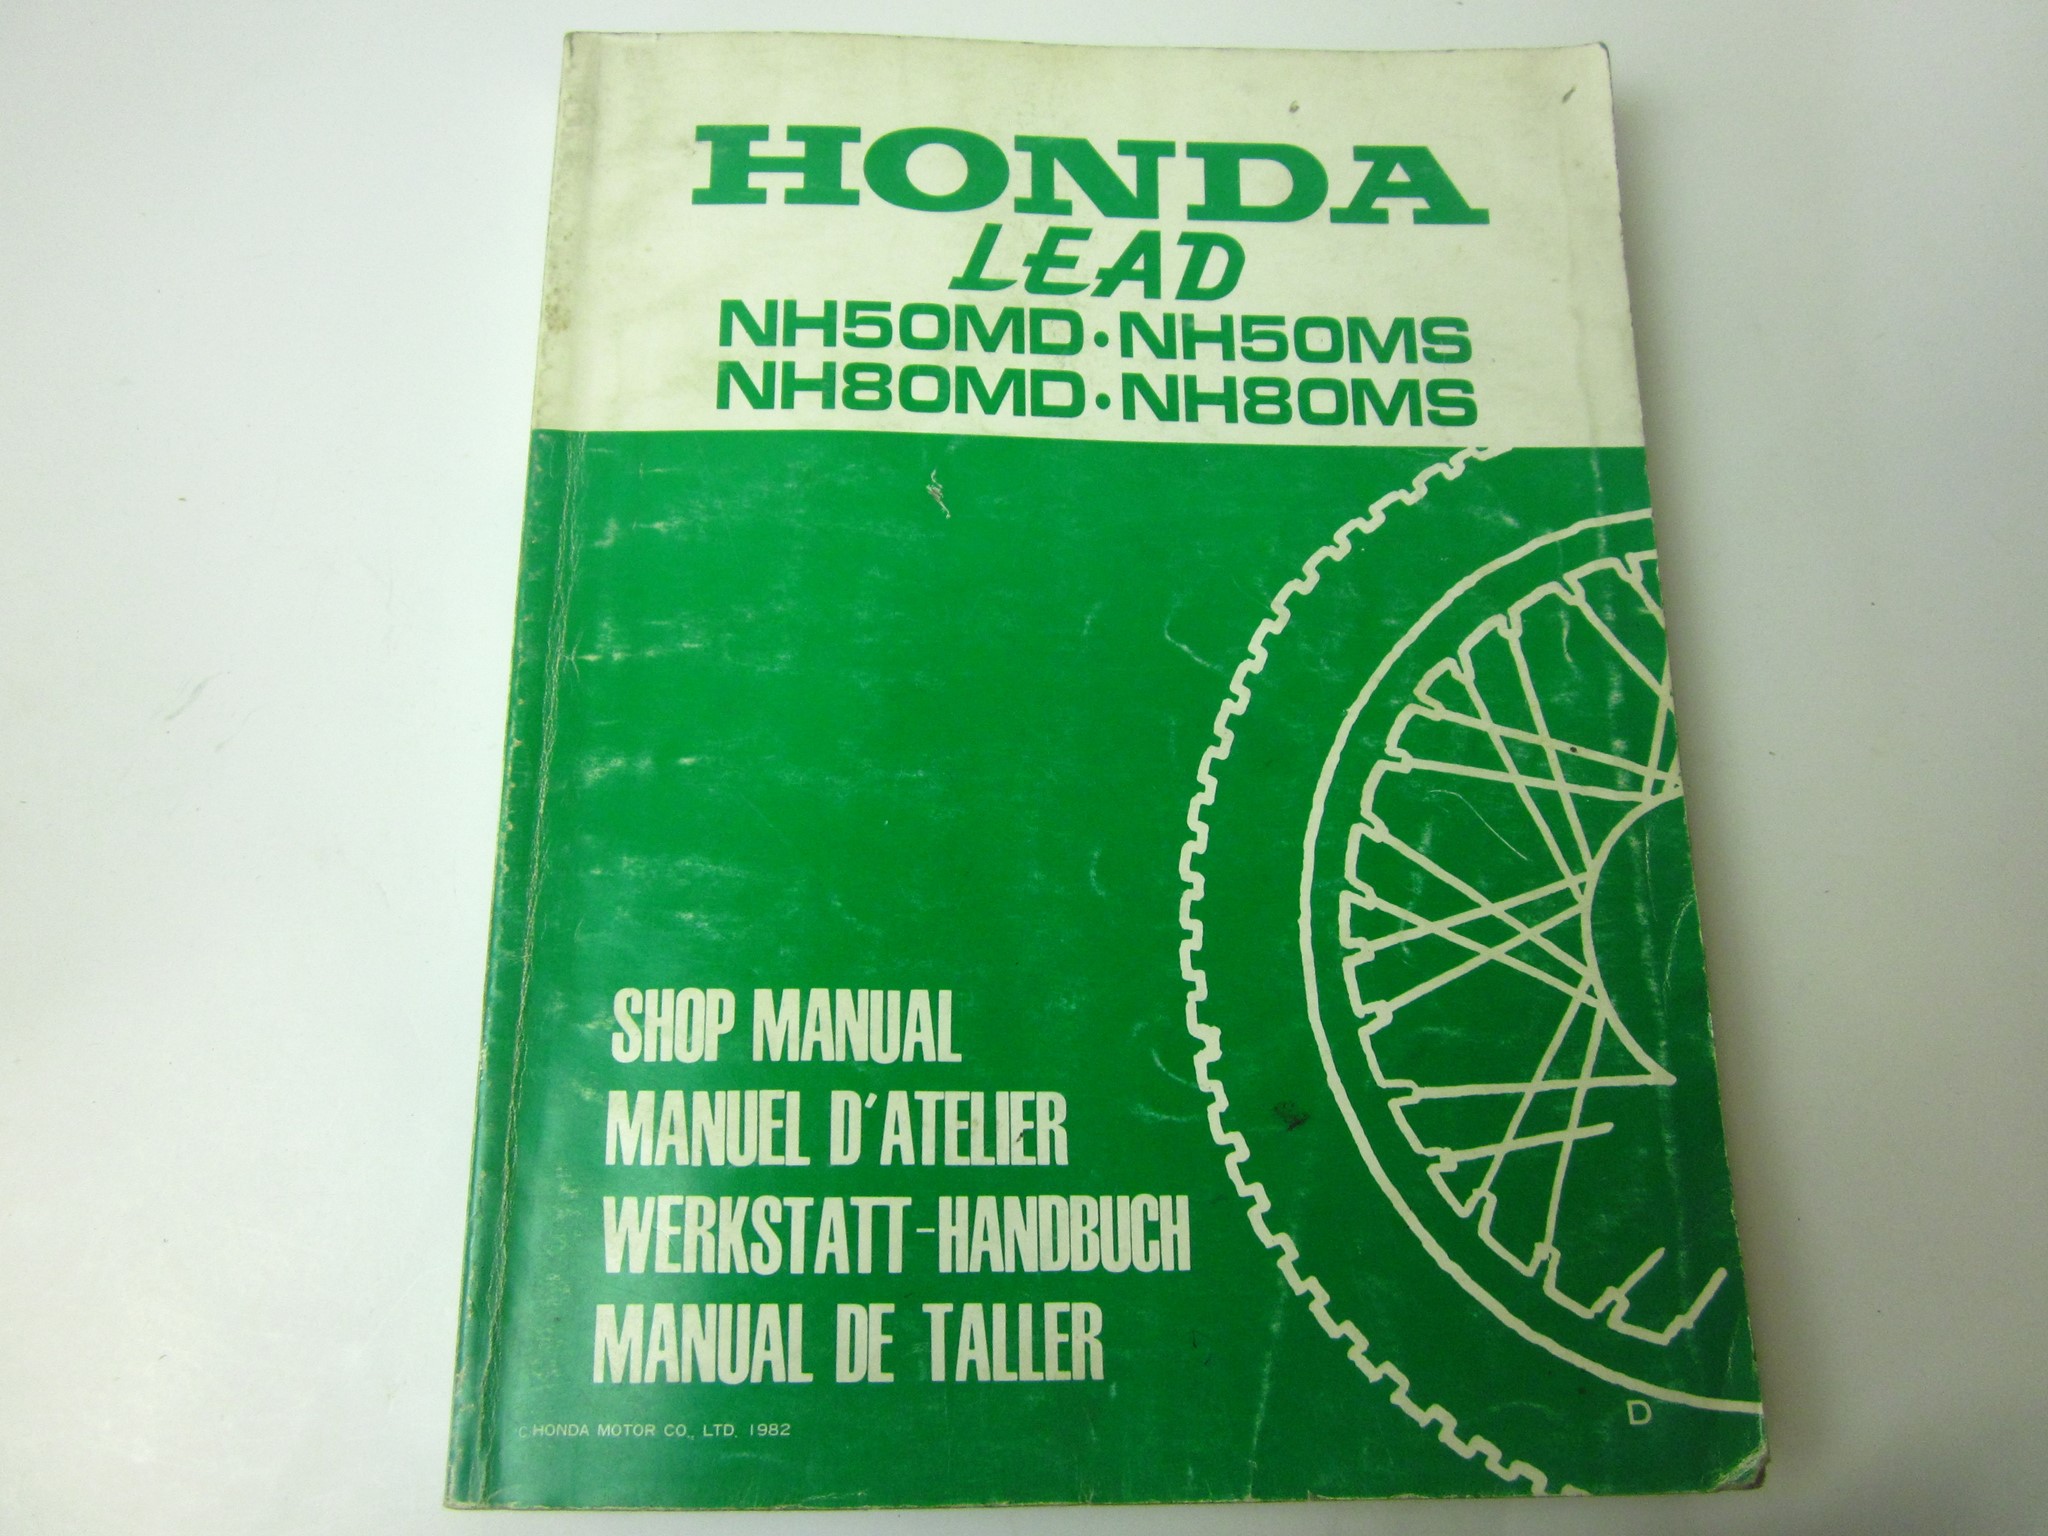 HONDA
LEAD
NH50MD·NH50MS
NH80MD·NH80MS
SHOP MANUAL
MANUEL D'ATELIER
WERKSTATT-HANDBUCH
MANUAL DE TALLER
© HONDA MOTOR CO., LTD. 1982
D